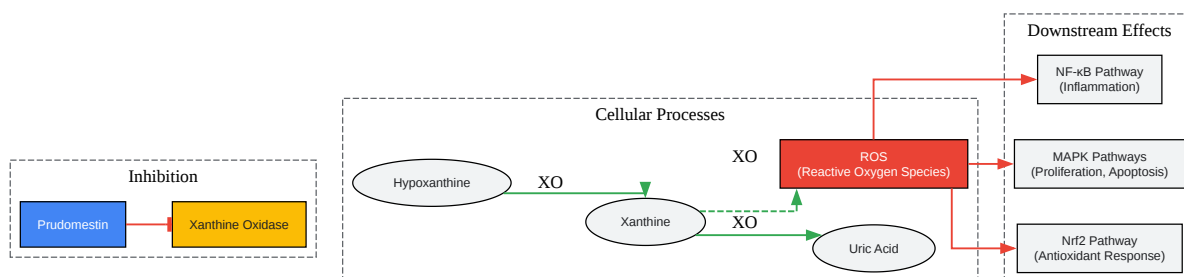 Inhibition
Prudomestin
Xanthine Oxidase
Cellular Processes
Hypoxanthine
XO
Xanthine
XO
XO
Uric Acid
ROS
(Reactive Oxygen Species)
Downstream Effects
NF-κB Pathway
(Inflammation)
MAPK Pathways
(Proliferation, Apoptosis)
Nrf2 Pathway
(Antioxidant Response)